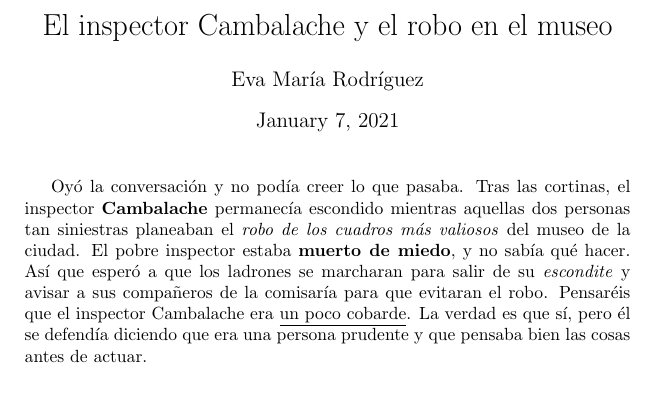 El inspector Cambalache y el robo en el museo
Eva María Rodríguez
January 7, 2021
Oyó la conversación y no podía creer lo que pasaba. Tras las cortinas, el
inspector Cambalache permanecía escondido mientras aquellas dos personas
tan siniestras planeaban el robo de los cuadros más valiosos del museo de la
ciudad. El pobre inspector estaba muerto de miedo, y no sabía qué hacer.
Así que esperó a que los ladrones se marcharan para salir de su escondite y
avisar a sus compañeros de la comisaría para que evitaran el robo. Pensaréis
que el inspector Cambalache era un poco cobarde. La verdad es que sí, pero él
se defendía diciendo que era una persona prudente y que pensaba bien las cosas
antes de actuar.